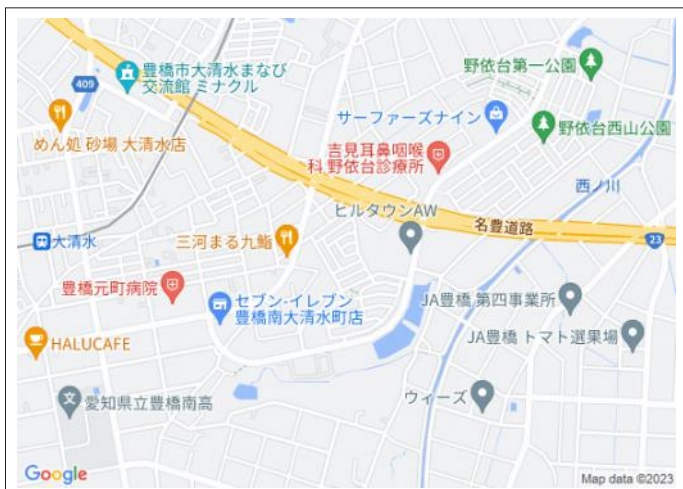 野依台第一公園
豊橋市大清水まなび
交流館 ミナクル
409
サーファーズナイン
野依台西山公園
めん処 砂場 大清水店
吉見耳鼻咽喉
科 野依台診療所
西ノ川
ヒルタウンAW
名豊道路
23
大清水
三河まる九鮨
豊橋元町病院
セブン-イレブン
豊橋南大清水町店
JA豊橋 第四事業所
JA豊橋 トマト選果場
HALUCAFE
文
愛知県立豊橋南高
ウィーズ
Google
Map data ©2023